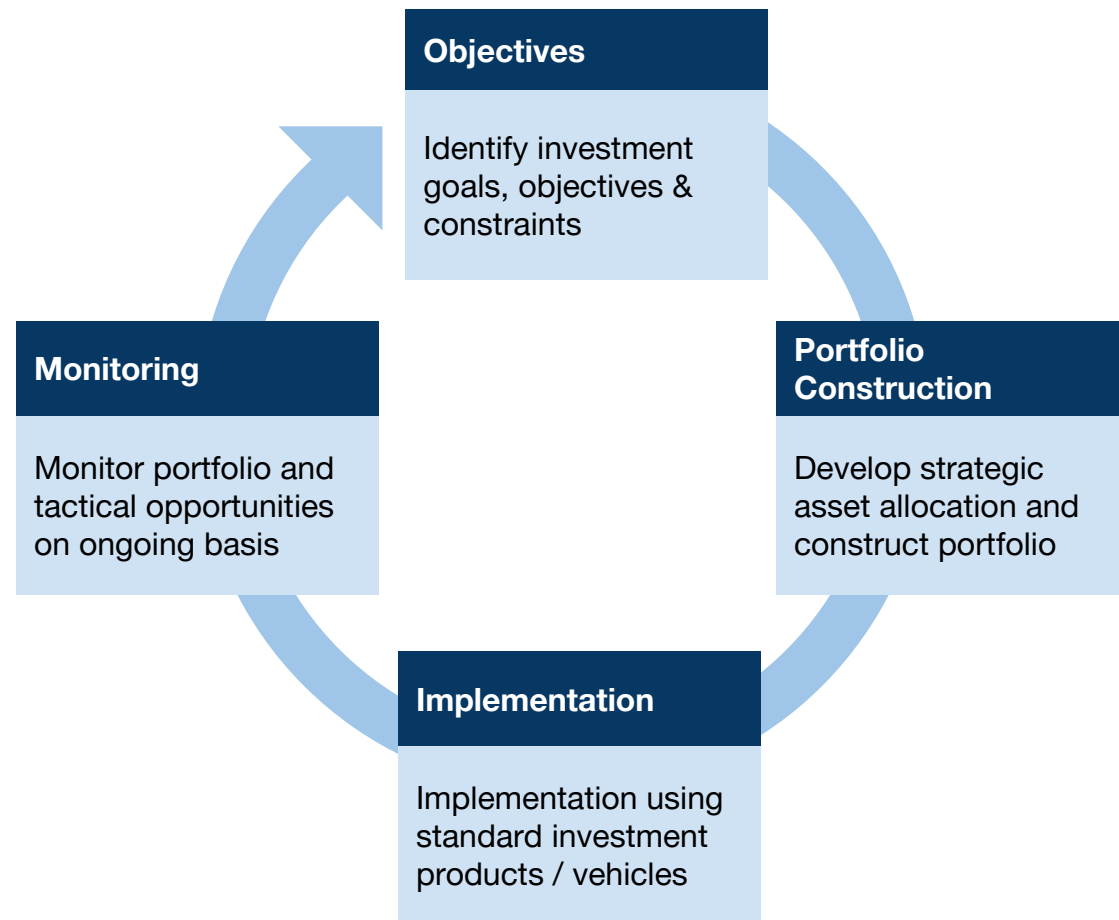 Objectives
Identify investment
goals, objectives &
constraints
Portfolio
Construction
Develop strategic
asset allocation and
construct portfolio
Implementation
Implementation using
standard investment
products / vehicles
Monitoring
Monitor portfolio and
tactical opportunities
on ongoing basis